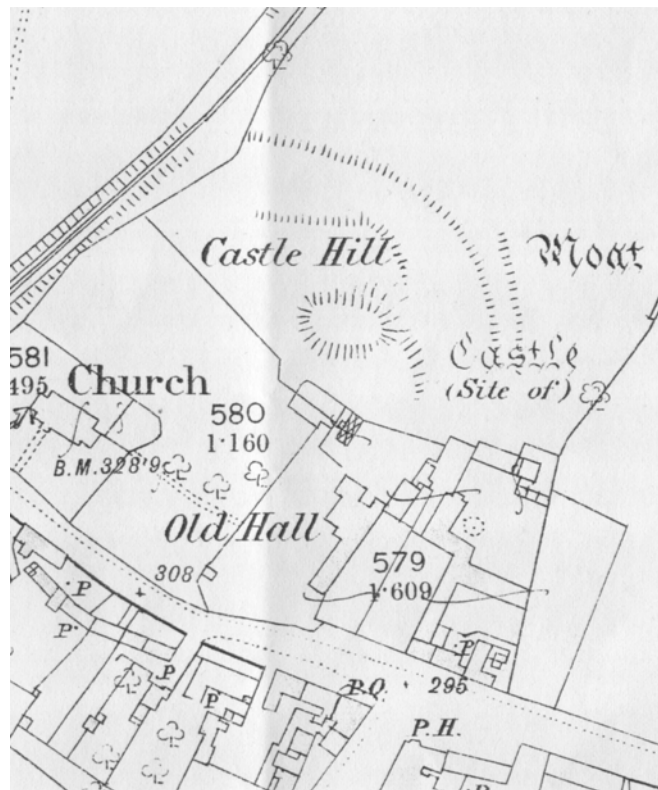 Castle Hill
Moat
Castle
(Site of)
581
495
Church
580
1·160
B.M.328'9
Old Hall
308
579
1·609
P
P
P
P
P
P.O.
295
P.H.